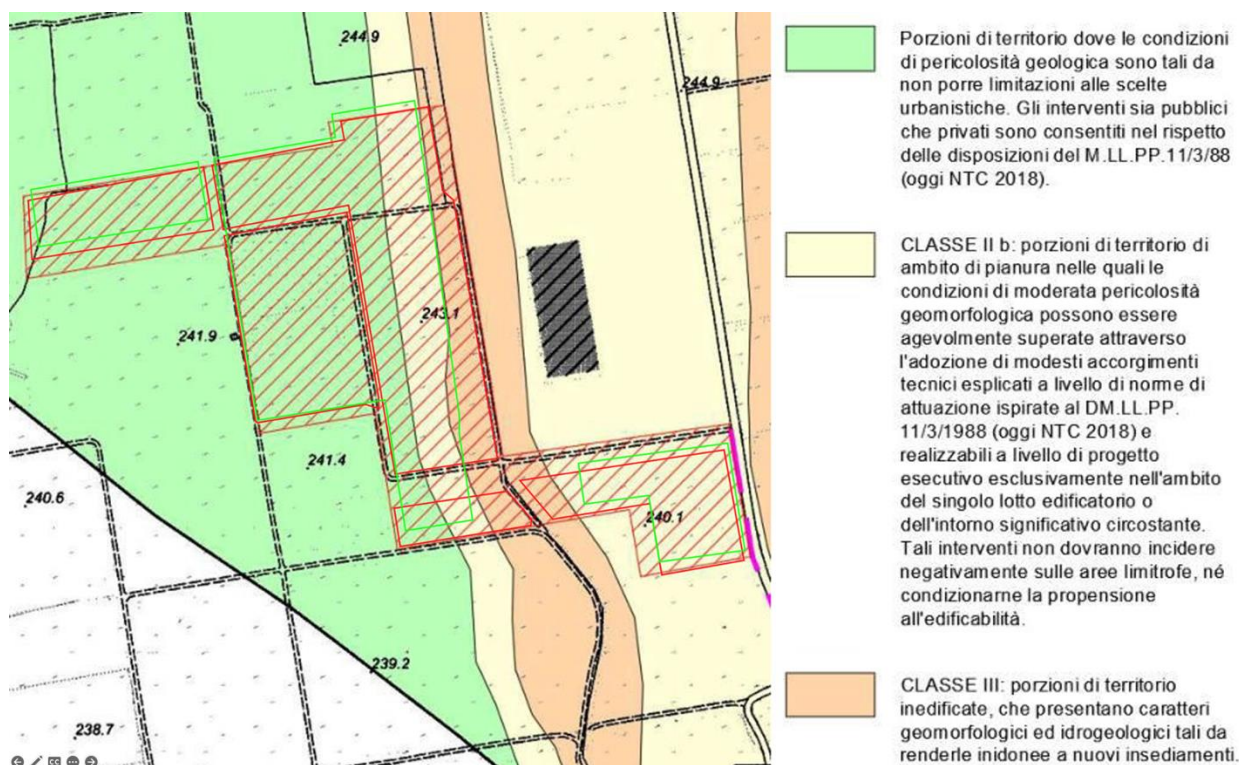 244.9
244.9
241.9
243.1
241.4
240.6
240.1
239.2
238.7
Porzioni di territorio dove le condizioni
di pericolosità geologica sono tali da
non porre limitazioni alle scelte
urbanistiche. Gli interventi sia pubblici
che privati sono consentiti nel rispetto
delle disposizioni del M.LL.PP.11/3/88
(oggi NTC 2018).
CLASSE II b: porzioni di territorio di
ambito di pianura nelle quali le
condizioni di moderata pericolosità
geomorfologica possono essere
agevolmente superate attraverso
l'adozione di modesti accorgimenti
tecnici esplicati a livello di norme di
attuazione ispirate al DM.LL.PP.
11/3/1988 (oggi NTC 2018) e
realizzabili a livello di progetto
esecutivo esclusivamente nell'ambito
del singolo lotto edificatorio o
dell'intorno significativo circostante.
Tali interventi non dovranno incidere
negativamente sulle aree limitrofe, né
condizionarne la propensione
all'edificabilità.
CLASSE III: porzioni di territorio
inedificate, che presentano caratteri
geomorfologici ed idrogeologici tali da
renderle inidonee a nuovi insediamenti.